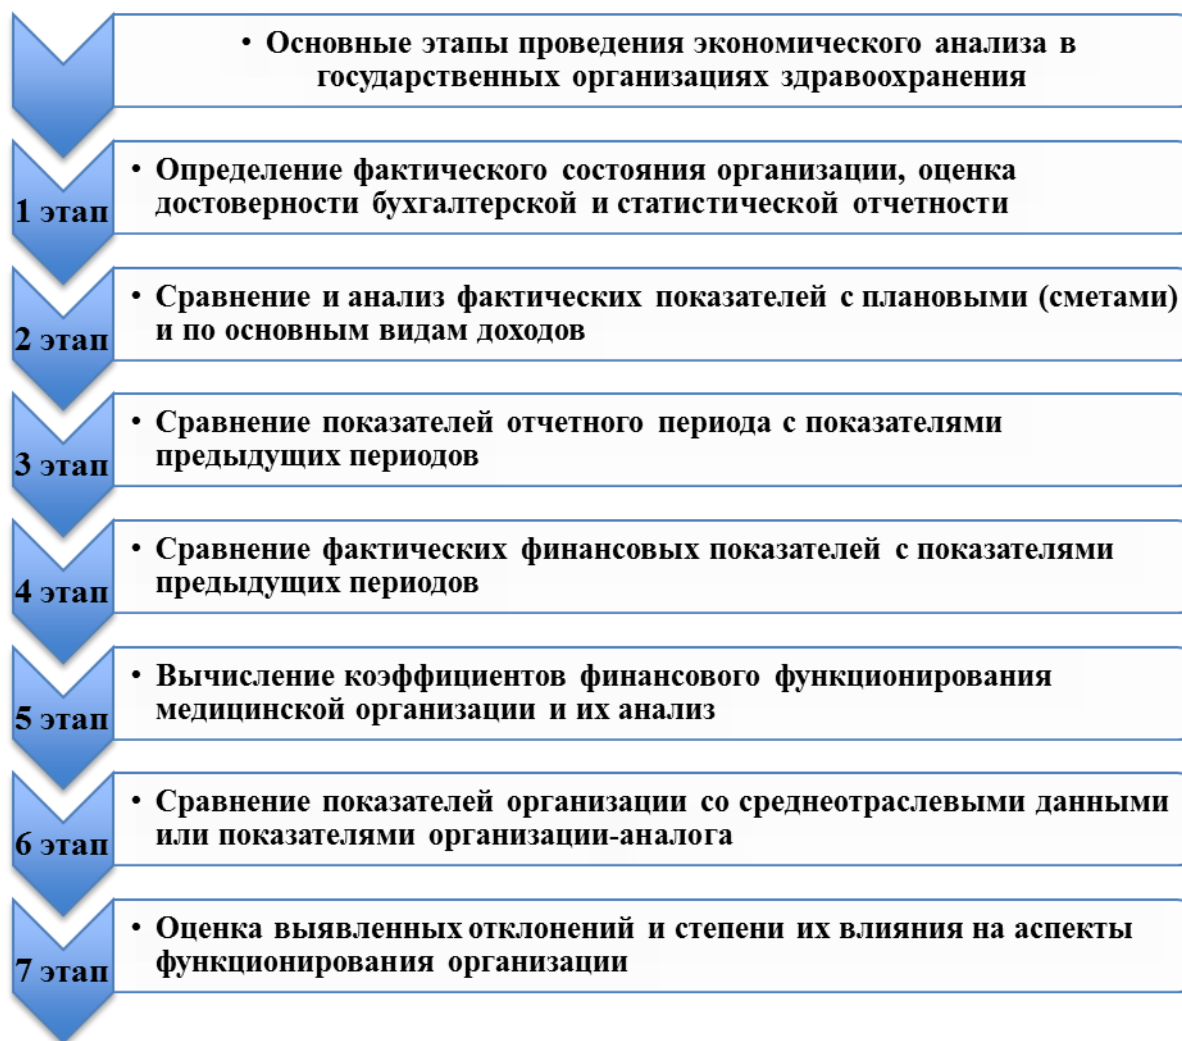 • Основные этапы проведения экономического анализа в
государственных организациях здравоохранения
1 этап
• Определение фактического состояния организации, оценка
достоверности бухгалтерской и статистической отчетности
2 этап
• Сравнение и анализ фактических показателей с плановыми (сметами)
и по основным видам доходов
3 этап
• Сравнение показателей отчетного периода с показателями
предыдущих периодов
4 этап
• Сравнение фактических финансовых показателей с показателями
предыдущих периодов
5 этап
• Вычисление коэффициентов финансового функционирования
медицинской организации и их анализ
6 этап
• Сравнение показателей организации со среднеотраслевыми данными
или показателями организации-аналога
7 этап
• Оценка выявленных отклонений и степени их влияния на аспекты
функционирования организации